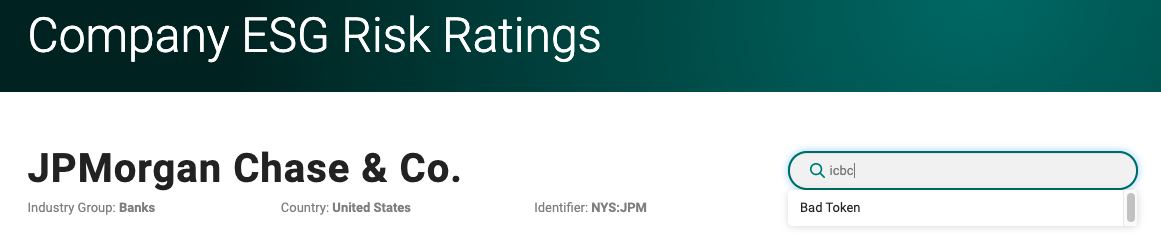 Company ESG Risk Ratings
JPMorgan Chase & Co.
icbc
Industry Group: Banks Country: United States Identifier: NYS:JPM
Bad Token